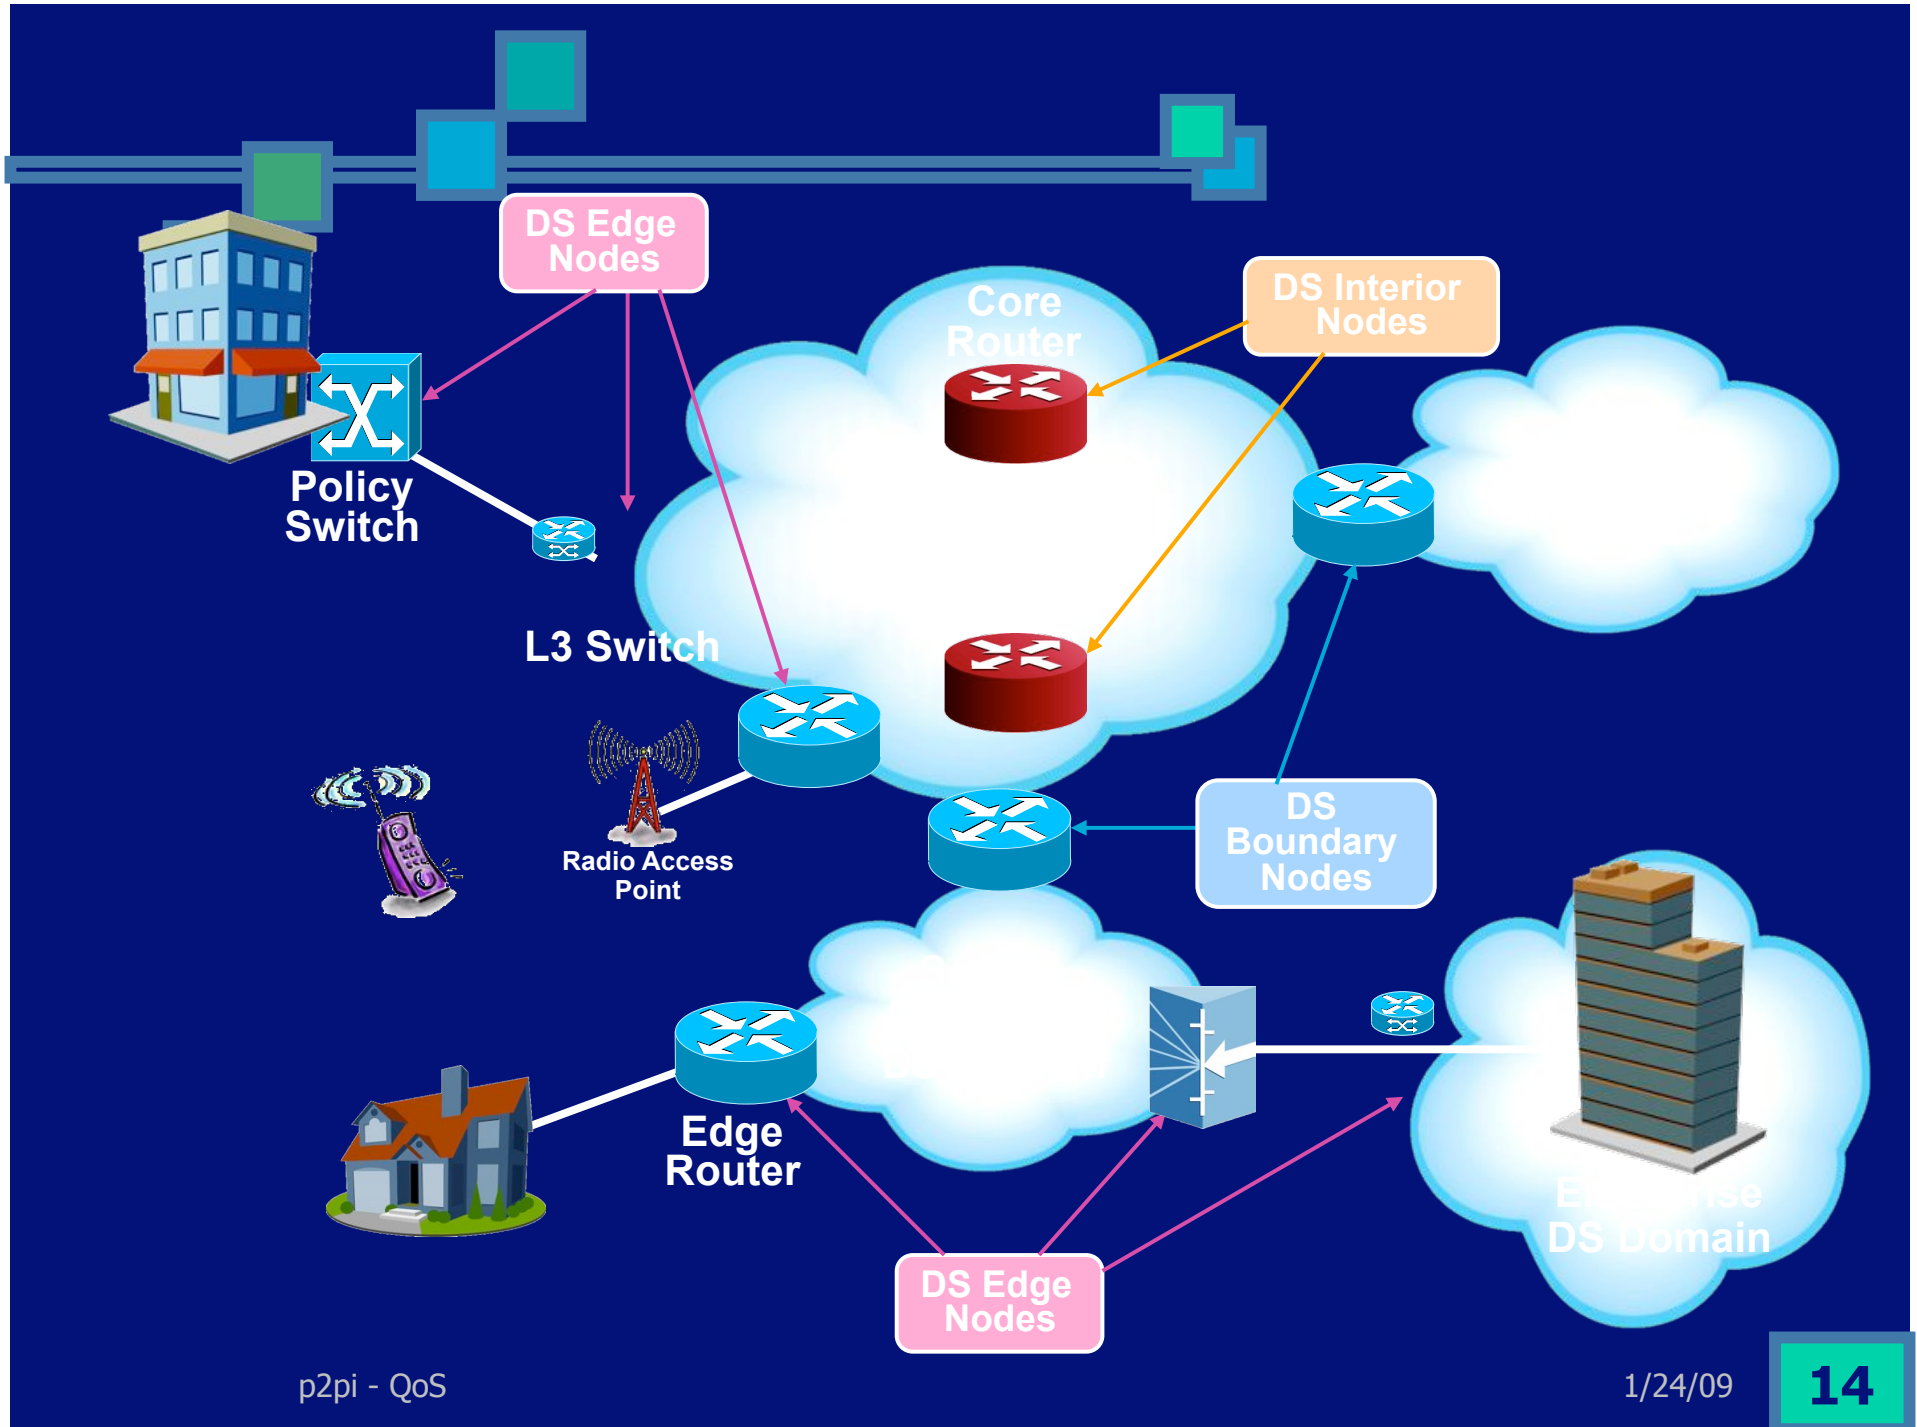 DS Edge
Nodes
Core
Router
DS Interior
Nodes
Policy
Switch
L3 Switch
Radio Access
Point
DS
Boundary
Nodes
Edge
Router
DS Domain
DS Edge
Nodes
p2pi - QoS
1/24/09
14